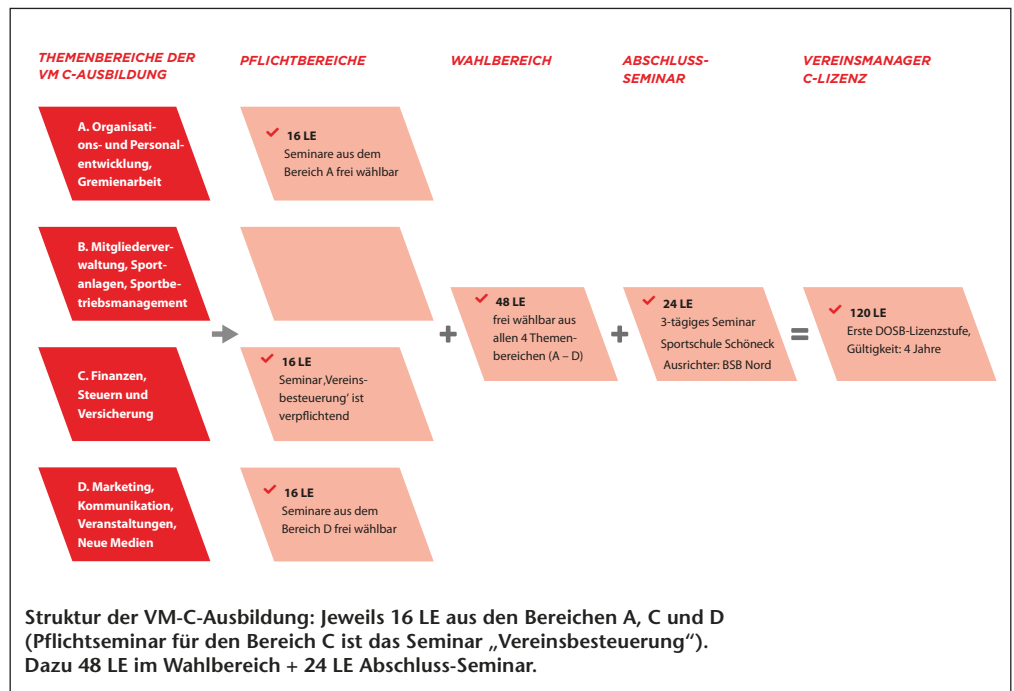 THEMENBEREICHE DER
VM C-AUSBILDUNG
PFLICHTBEREICHE
WAHLBEREICH
ABSCHLUSS-
SEMINAR
VEREINSMANAGER
C-LIZENZ
A. Organisati-
ons- und Personal-
entwicklung,
Gremienarbeit
16 LE
Seminare aus dem
Bereich A frei wählbar
B. Mitgliederver-
waltung, Sport-
anlagen, Sportbe-
triebsmanagement
C. Finanzen,
Steuern und
Versicherung
16 LE
Seminar ‚Vereins-
besteuerung‘ ist
verpflichtend
D. Marketing,
Kommunikation,
Veranstaltungen,
Neue Medien
16 LE
Seminare aus dem
Bereich D frei wählbar
+
48 LE
frei wählbar aus
allen 4 Themen-
bereichen (A – D)
+
24 LE
3-tägiges Seminar
Sportschule Schöneck
Ausrichter: BSB Nord
=
120 LE
Erste DOSB-Lizenzstufe,
Gültigkeit: 4 Jahre
Struktur der VM-C-Ausbildung: Jeweils 16 LE aus den Bereichen A, C und D
(Pflichtseminar für den Bereich C ist das Seminar „Vereinsbesteuerung“).
Dazu 48 LE im Wahlbereich + 24 LE Abschluss-Seminar.